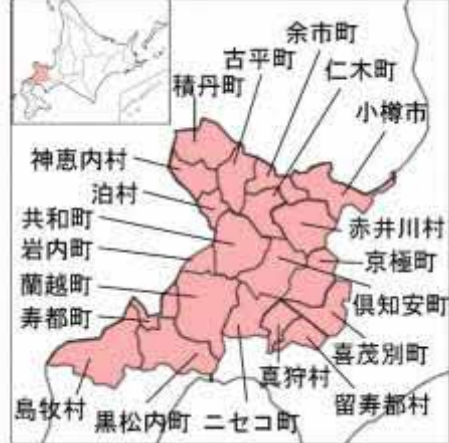 余市町
古平町
仁木町
積丹町
小樽市
神恵内村
泊村
共和町
赤井川村
岩内町
京極町
蘭越町
倶知安町
寿都町
喜茂別町
真狩村
留寿都村
島牧村
黒松内町
ニセコ町